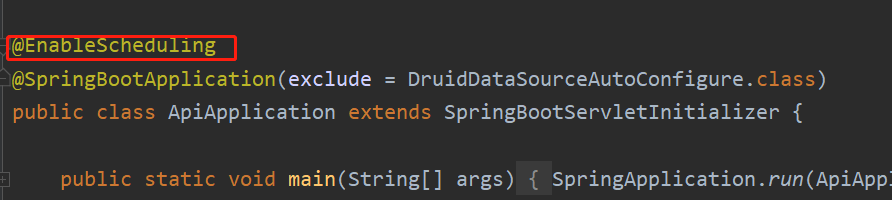 @EnableScheduling
@SpringBootApplication(exclude = DruidDataSourceAutoConfigure.class)
public class ApiApplication extends SpringBootServletInitializer {
public static void main(String[] args) { SpringApplication.run(ApiAppl